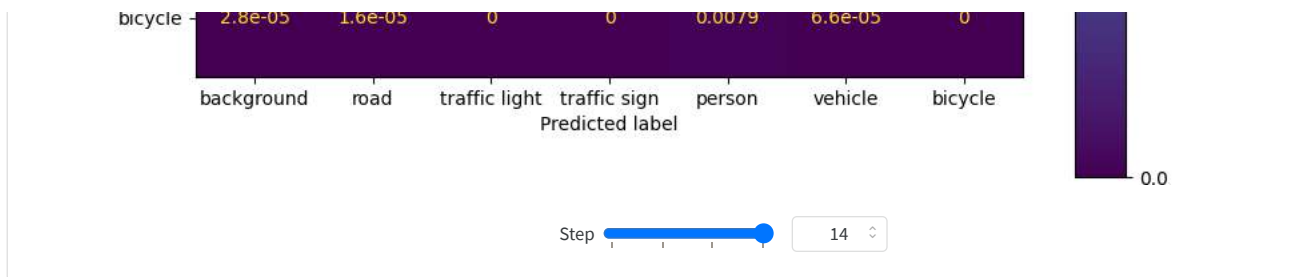 bicycle 2.8e-05 1.6e-05 0 0 0.0079 6.6e-05 0
background road traffic light traffic sign person vehicle bicycle
Predicted label
0.0
Step 14